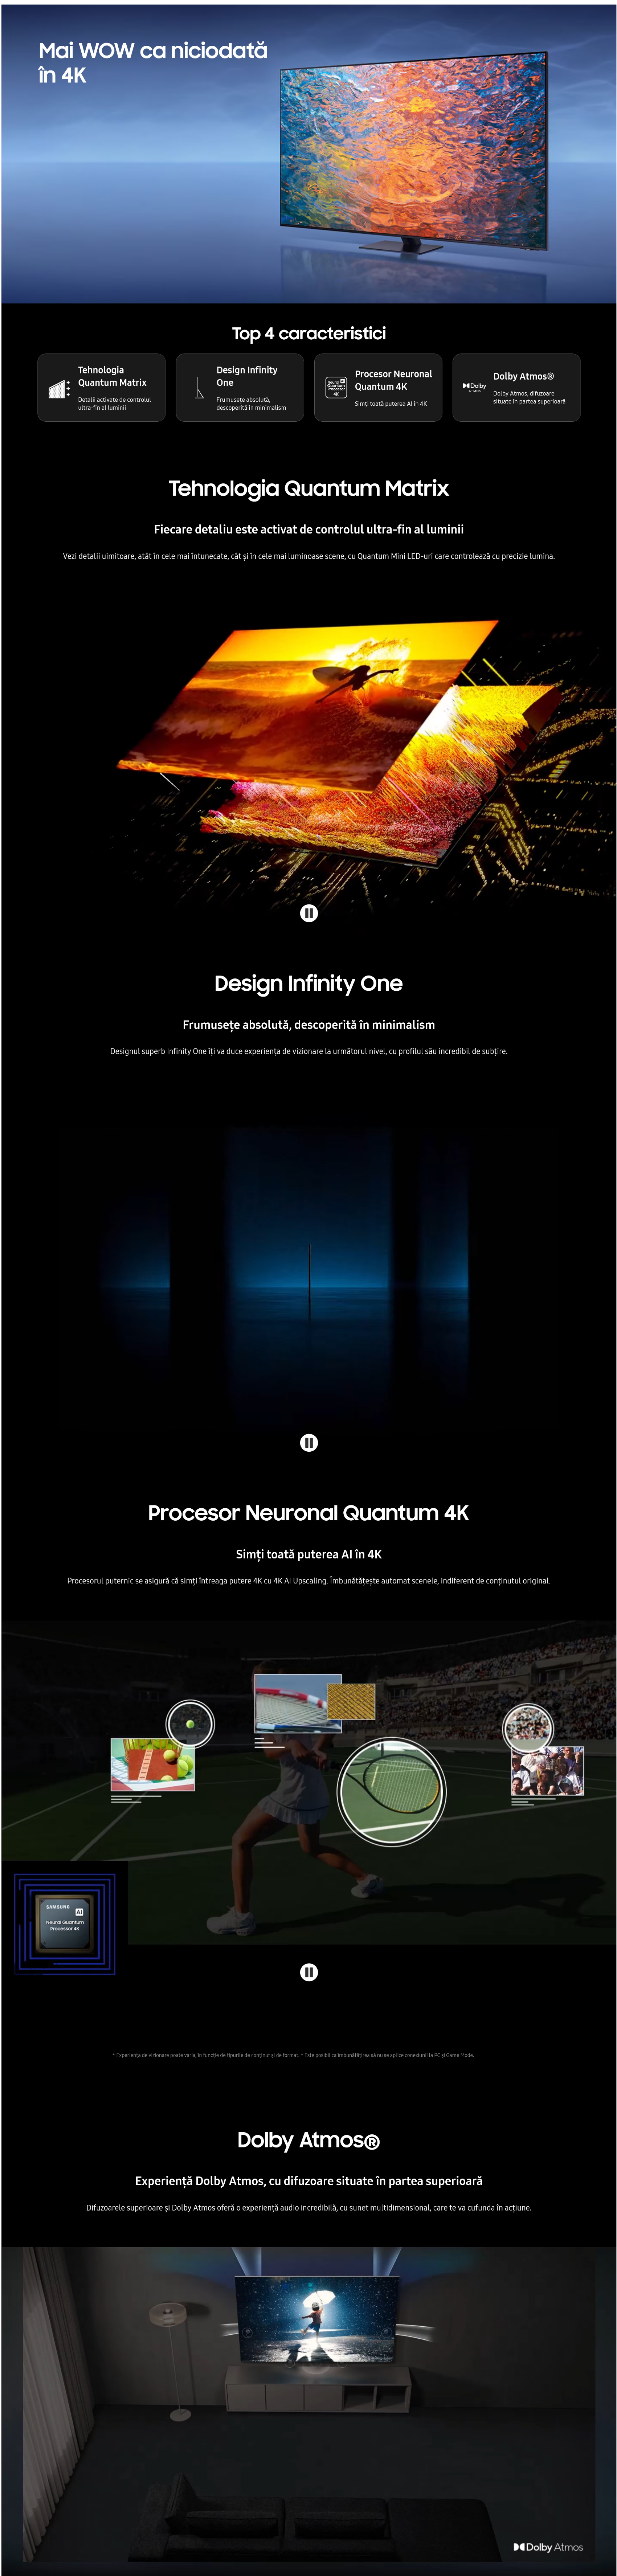 Mai WOW ca niciodată
în 4K
Top 4 caracteristici
Tehnologia
Quantum Matrix
Detalii activate de controlul
ultra-fin al luminii
Design Infinity
One
Frumusețe absolută,
descoperită în minimalism
Neural AI
Quantum
Processor
4K
Procesor Neuronal
Quantum 4K
Simți toată puterea AI în 4K
Dolby
ATMOS
Dolby Atmos®
Dolby Atmos, difuzoare
situate în partea superioară
Tehnologia Quantum Matrix
Fiecare detaliu este activat de controlul ultra-fin al luminii
Vezi detalii uimitoare, atât în cele mai întunecate, cât și în cele mai luminoase scene, cu Quantum Mini LED-uri care controlează cu precizie lumina.
Design Infinity One
Frumusețe absolută, descoperită în minimalism
Designul superb Infinity One îți va duce experiența de vizionare la următorul nivel, cu profilul său incredibil de subțire.
Procesor Neuronal Quantum 4K
Simți toată puterea AI în 4K
Procesorul puternic se asigură că simți întreaga putere 4K cu 4K AI Upscaling. Îmbunătățește automat scenele, indiferent de conținutul original.
SAMSUNG
AI
Neural Quantum
Processor 4K
* Experiența de vizionare poate varia, în funcție de tipurile de conținut și de format. * Este posibil ca îmbunătățirea să nu se aplice conexiunii la PC și Game Mode.
Dolby Atmos®
Experiență Dolby Atmos, cu difuzoare situate în partea superioară
Difuzoarele superioare și Dolby Atmos oferă o experiență audio incredibilă, cu sunet multidimensional, care te va cufunda în acțiune.
Dolby Atmos